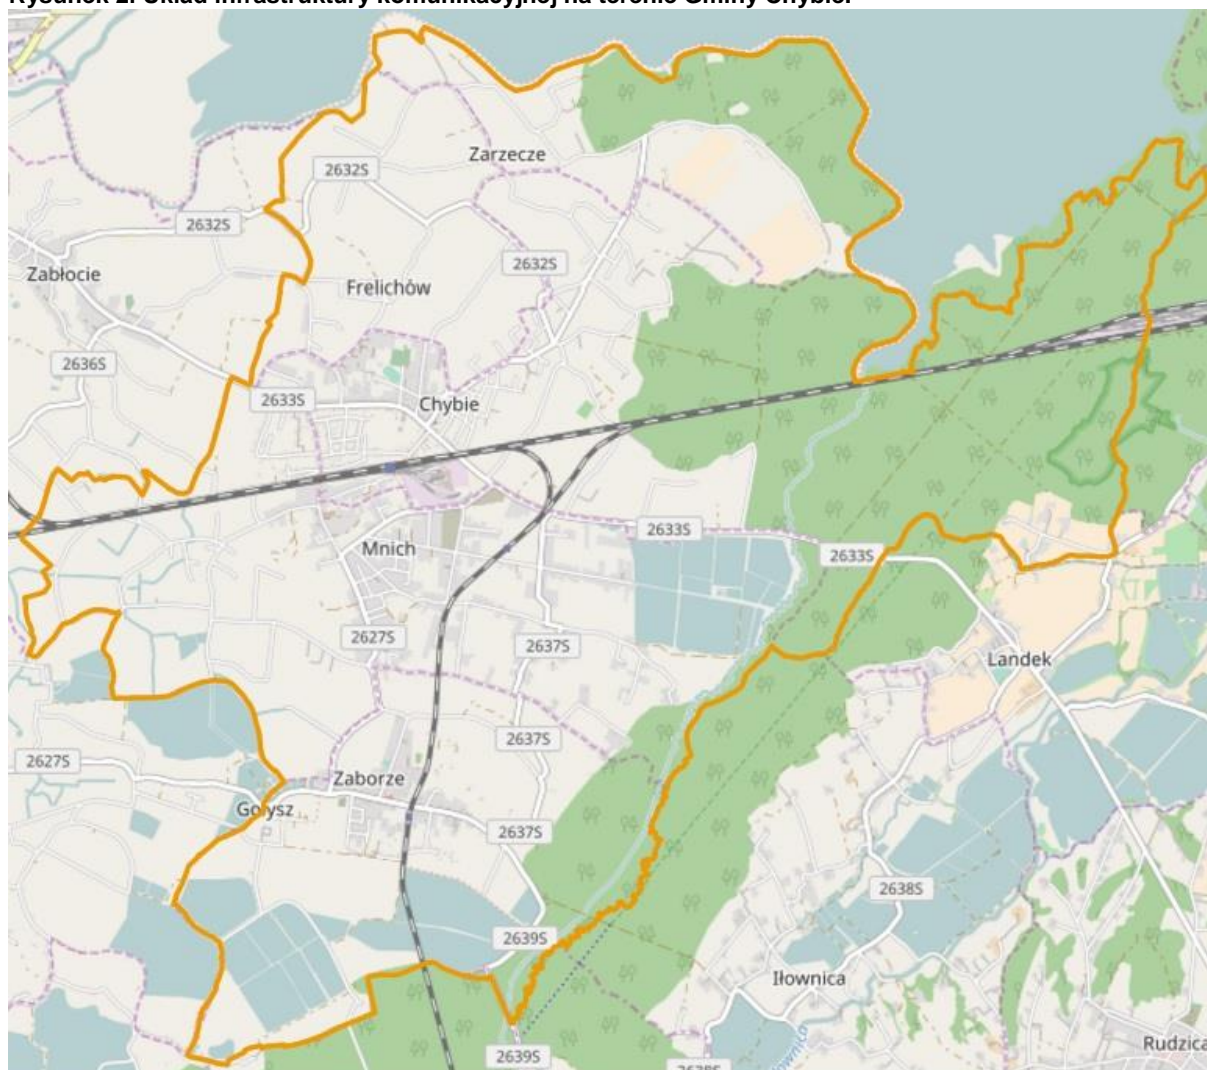 Rysunek 2. Układ infrastruktury komunikacyjnej na terenie Gminy Chybie.
Zarzecze
2632S
2632S
Zabłocie
2632S
Frelichów
2636S
2633S
Chybie
2633S
Mnich
2633S
2627S
2637S
Landek
2637S
2627S
Zaborze
Gołysz
2637S
2638S
2639S
Iłownica
Rudzica
2639S
2638S